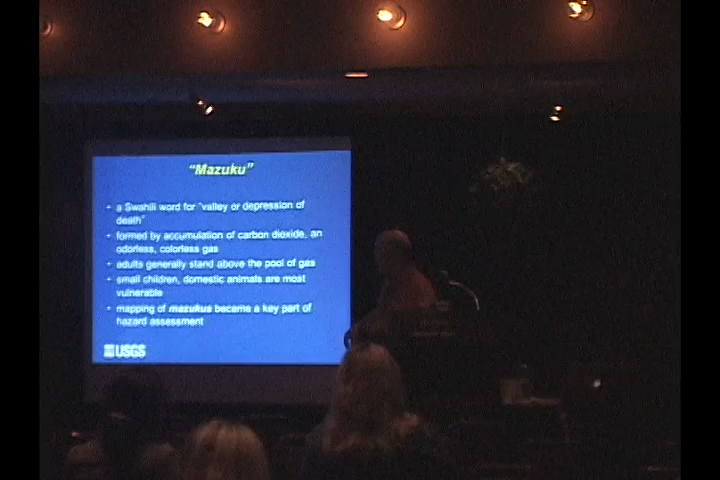 "Mazuku"
• a Swahili word for "valley or depression of
death"
• formed by accumulation of carbon dioxide, an
odorless, colorless gas
• adults generally stand above the pool of gas
• small children, domestic animals are most
vulnerable
• mapping of mazukus became a key part of
hazard assessment
USGS